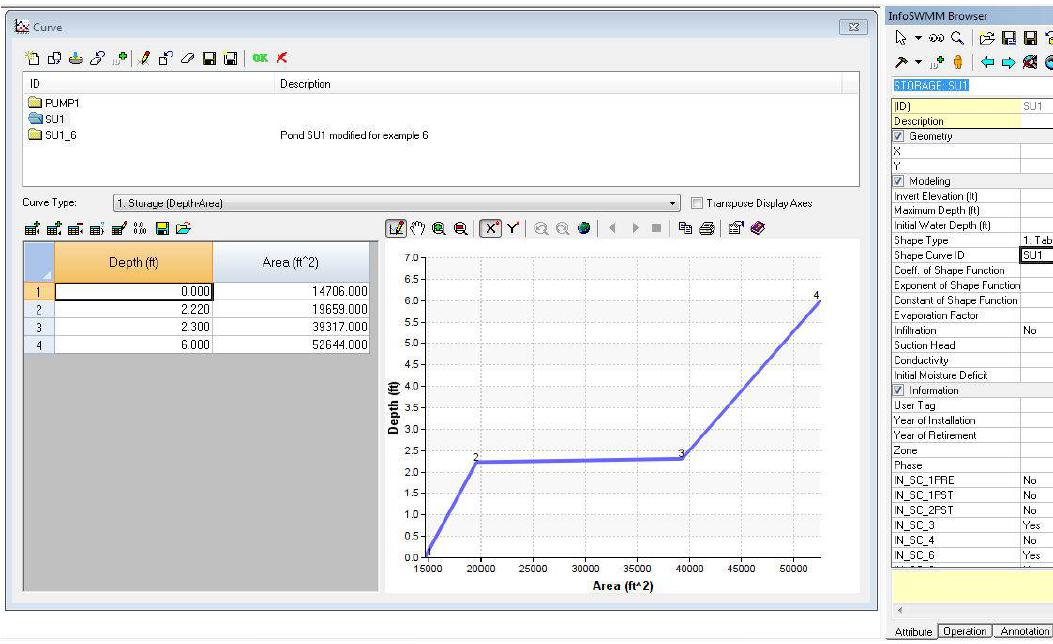 Curve
OK
ID Description
PUMP1
SU1
SU1_6 Pond SU1 modified for example 6
Curve Type: 1. Storage (Depth-Area) Transpose Display Axes
X Y
Depth (ft) Area (ft^2)
1 0.000 14706.000
2 2.220 19659.000
3 2.300 39317.000
4 6.000 52644.000
7.0
6.5
6.0
5.5
5.0
4.5
4.0
3.5
3.0
2.5
2.0
1.5
1.0
0.5
0.0
Depth (ft)
1
2
3
4
15000 20000 25000 30000 35000 40000 45000 50000
Area (ft^2)
InfoSWMM Browser
STORAGE: SU1
(ID) SU1
Description
Geometry
X
Y
Modeling
Invert Elevation (ft)
Maximum Depth (ft)
Initial Water Depth (ft)
Shape Type 1. Tab
Shape Curve ID SU1
Coeff. of Shape Function
Exponent of Shape Function
Constant of Shape Function
Evaporation Factor
Infiltration No
Suction Head
Conductivity
Initial Moisture Deficit
Information
User Tag
Year of Installation
Year of Retirement
Zone
Phase
IN_SC_1PRE No
IN_SC_1PST No
IN_SC_2PST No
IN_SC_3 Yes
IN_SC_4 No
IN_SC_6 Yes
Attribute Operation Annotation